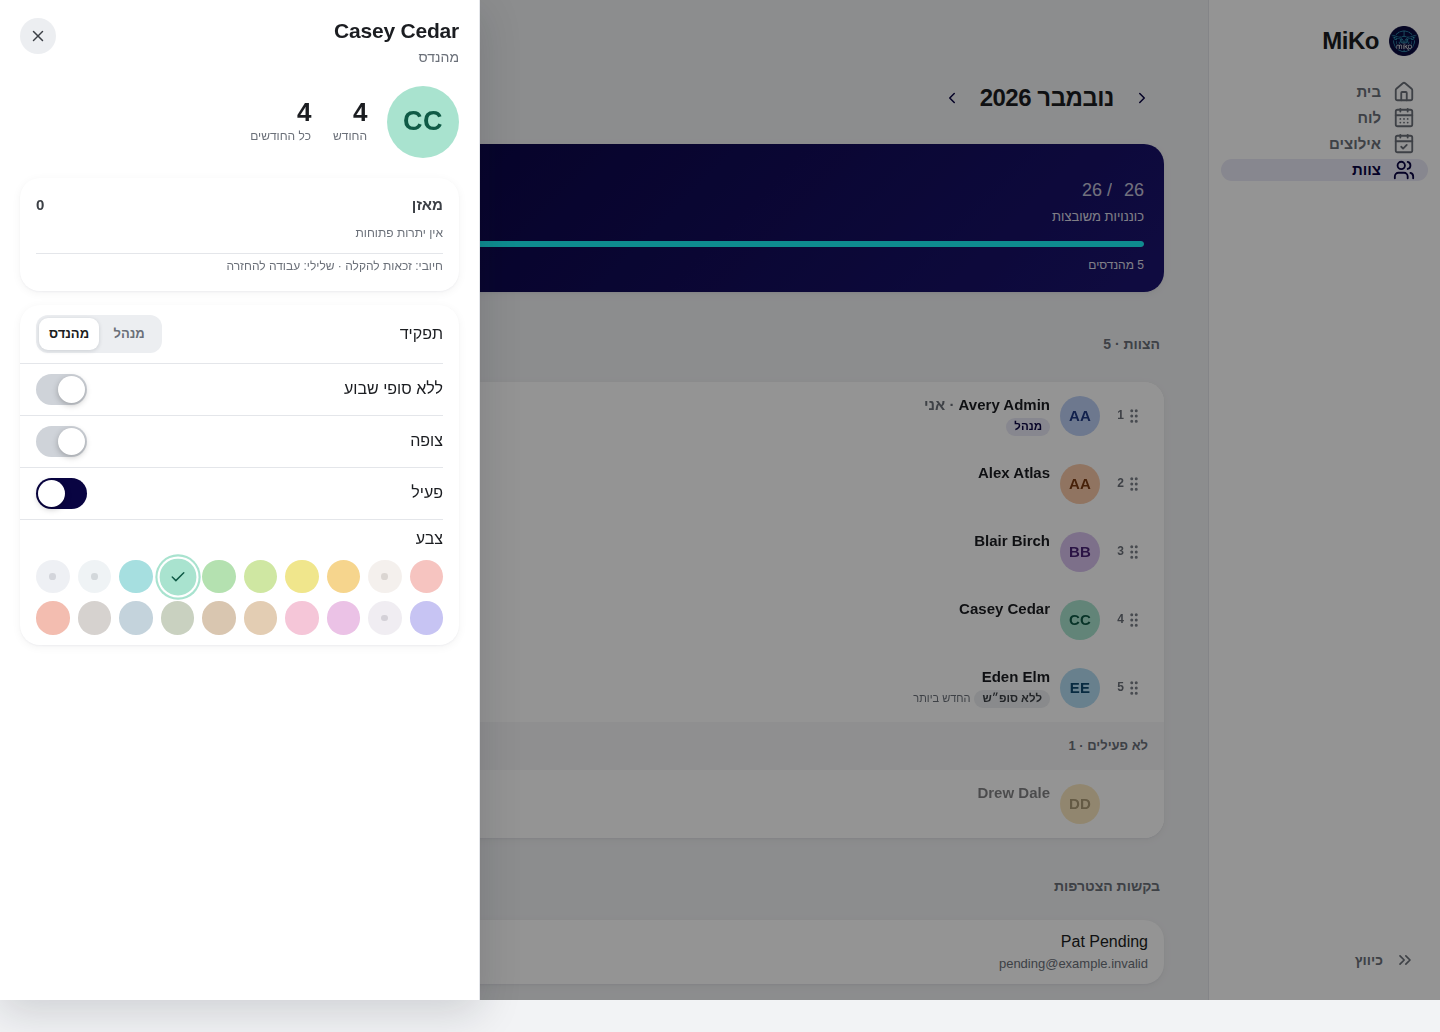 MiKo
בית
לוח
אילוצים
צוות
כיווץ
נובמבר 2026
26 / 26
כוננויות משובצות
5 מהנדסים
הצוות · 5
1
AA
Avery Admin · אני
מנהל
2
AA
Alex Atlas
3
BB
Blair Birch
4
CC
Casey Cedar
5
EE
Eden Elm
ללא סופ״ש החדש ביותר
לא פעילים · 1
DD
Drew Dale
בקשות הצטרפות
Pat Pending
pending@example.invalid
Casey Cedar
מהנדס
CC
4 4
החודש כל החודשים
מאזן 0
אין יתרות פתוחות
חיובי: זכאות להקלה · שלילי: עבודה להחזרה
תפקיד מנהל מהנדס
ללא סופי שבוע
צופה
פעיל
צבע